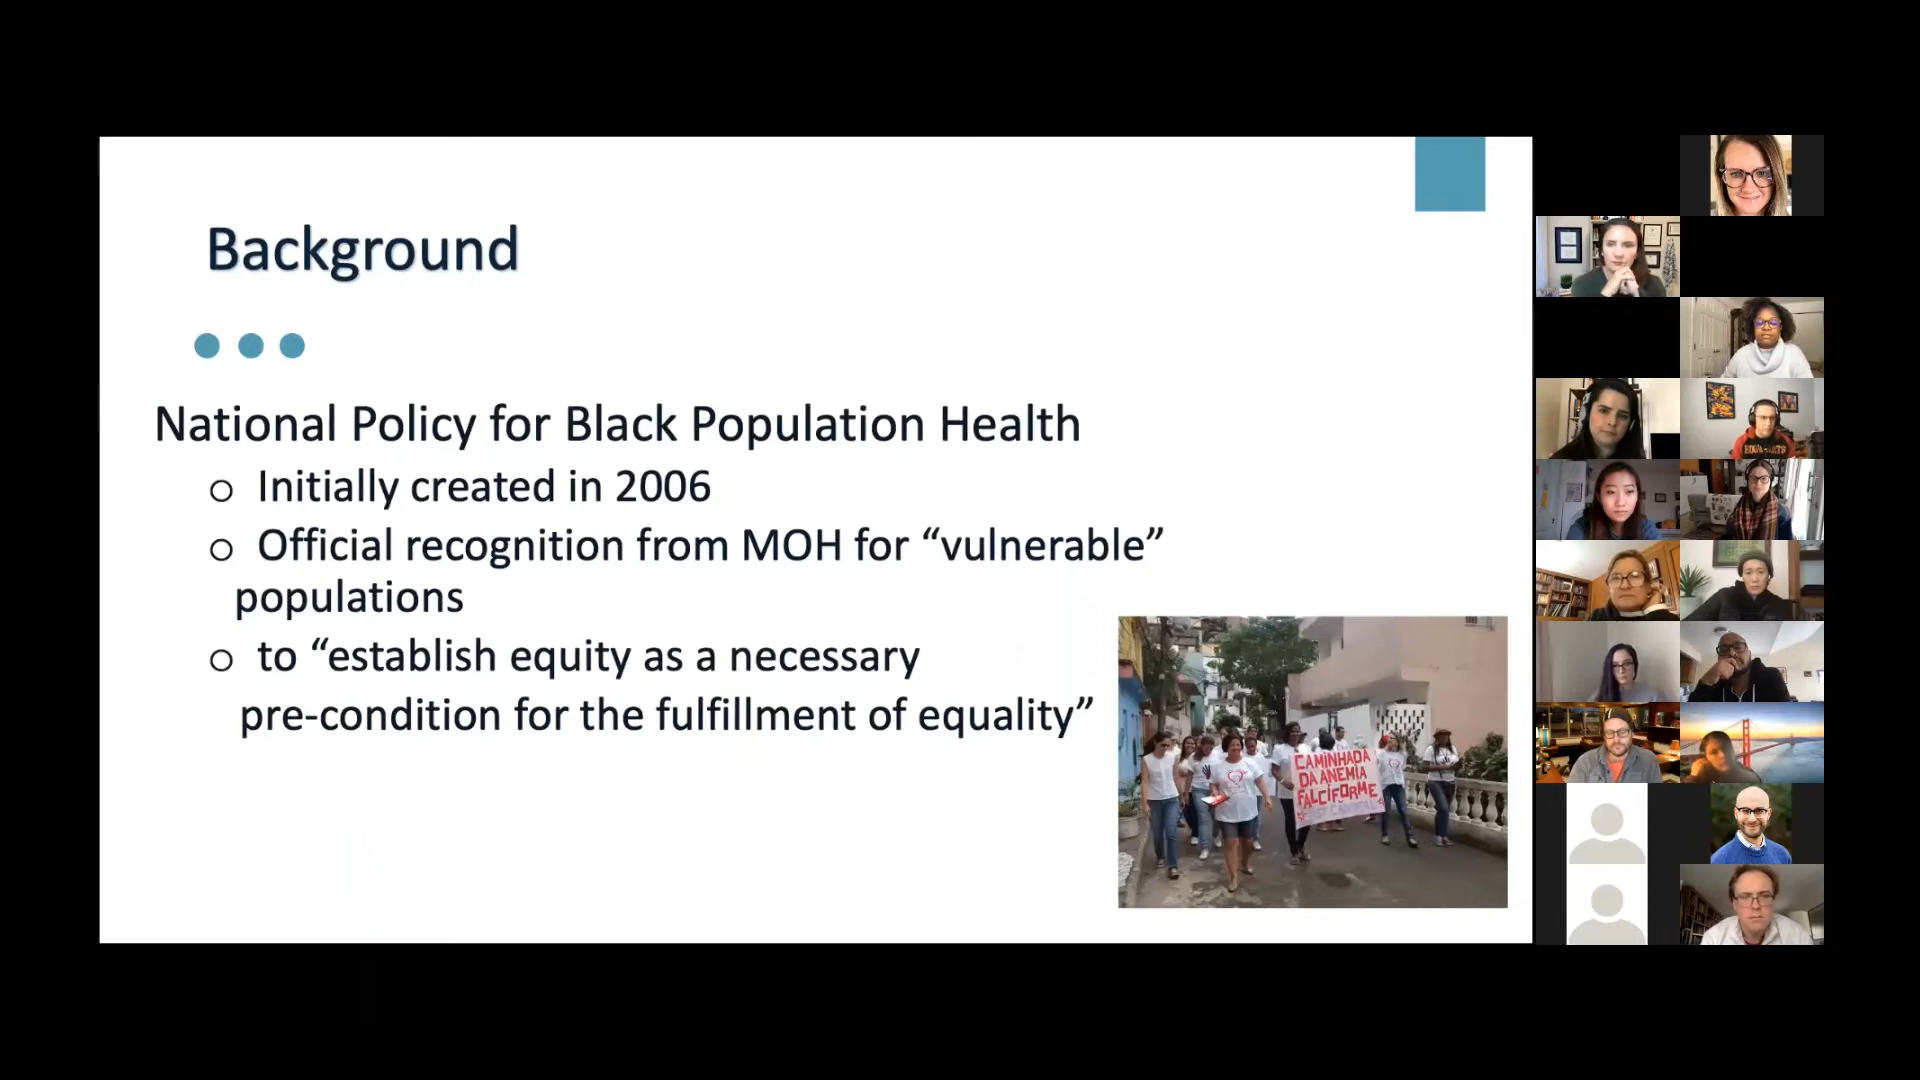 Background
National Policy for Black Population Health
o Initially created in 2006
o Official recognition from MOH for “vulnerable”
populations
o to “establish equity as a necessary
pre-condition for the fulfillment of equality”
CAMINHADA
DA ANEMIA
FALCIFORME